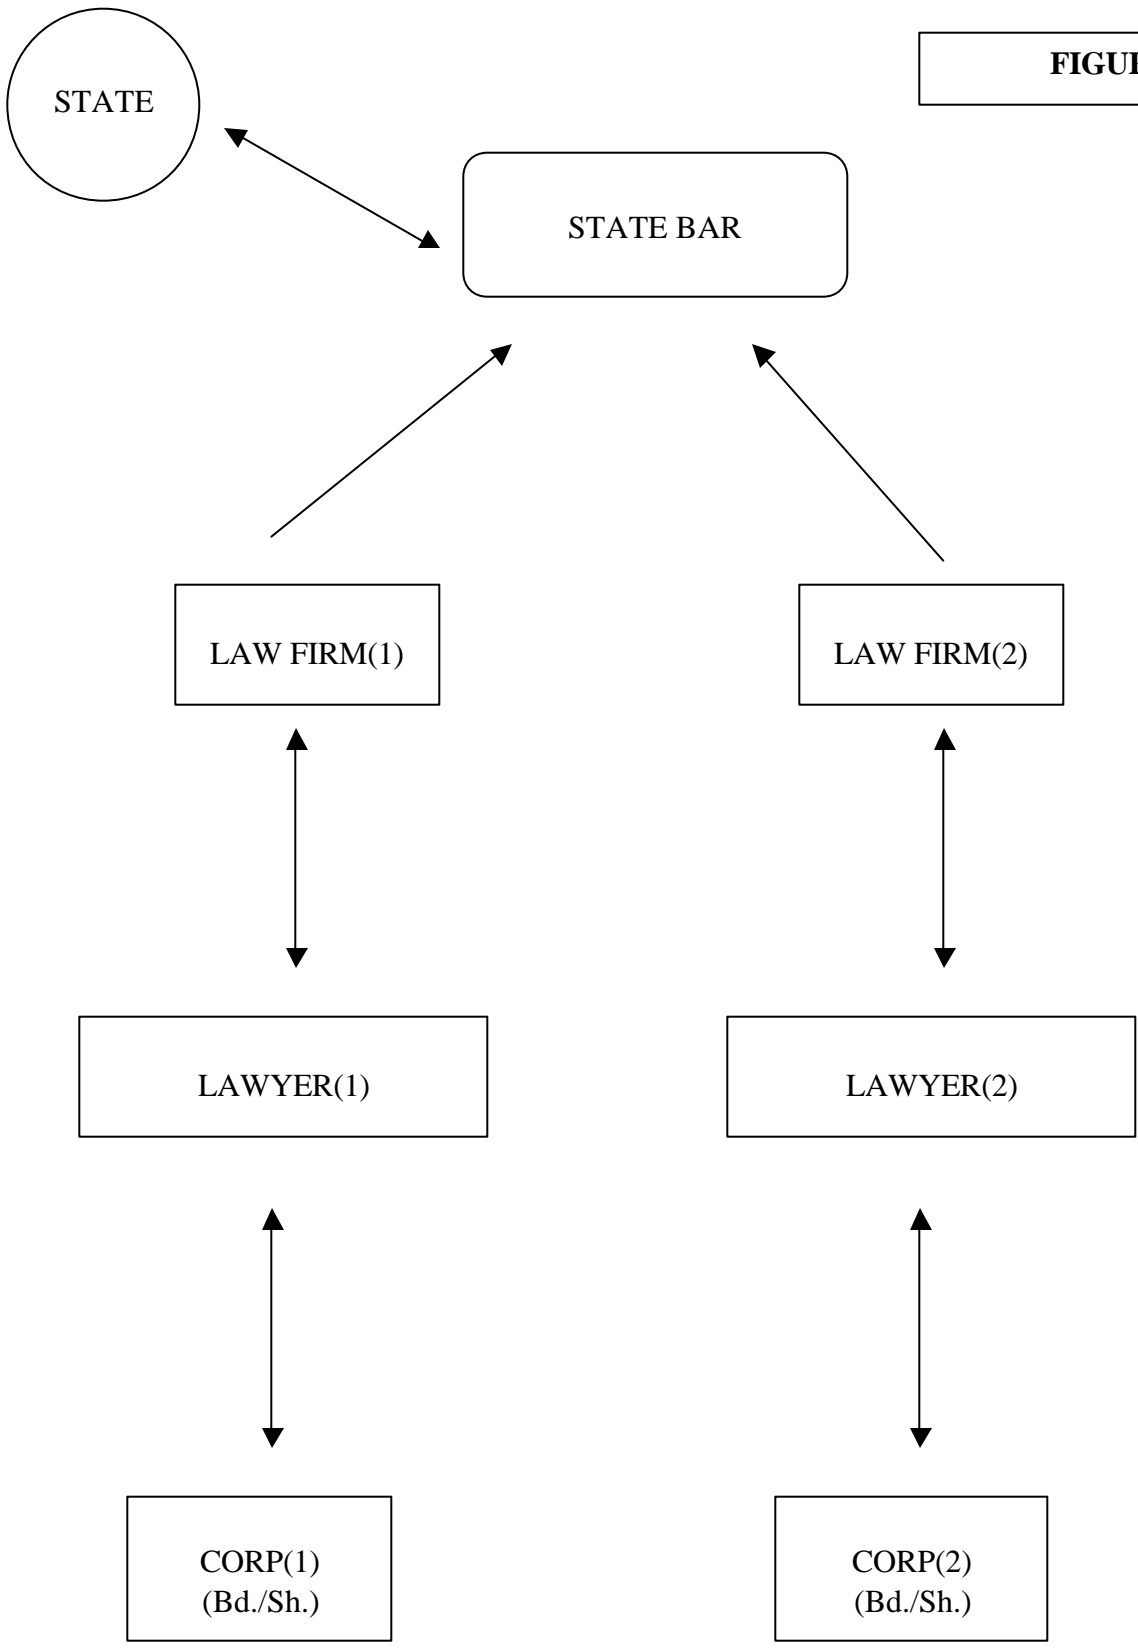 STATE
STATE BAR
LAW FIRM(1)
LAW FIRM(2)
LAWYER(1)
LAWYER(2)
CORP(1)
(Bd./Sh.)
CORP(2)
(Bd./Sh.)